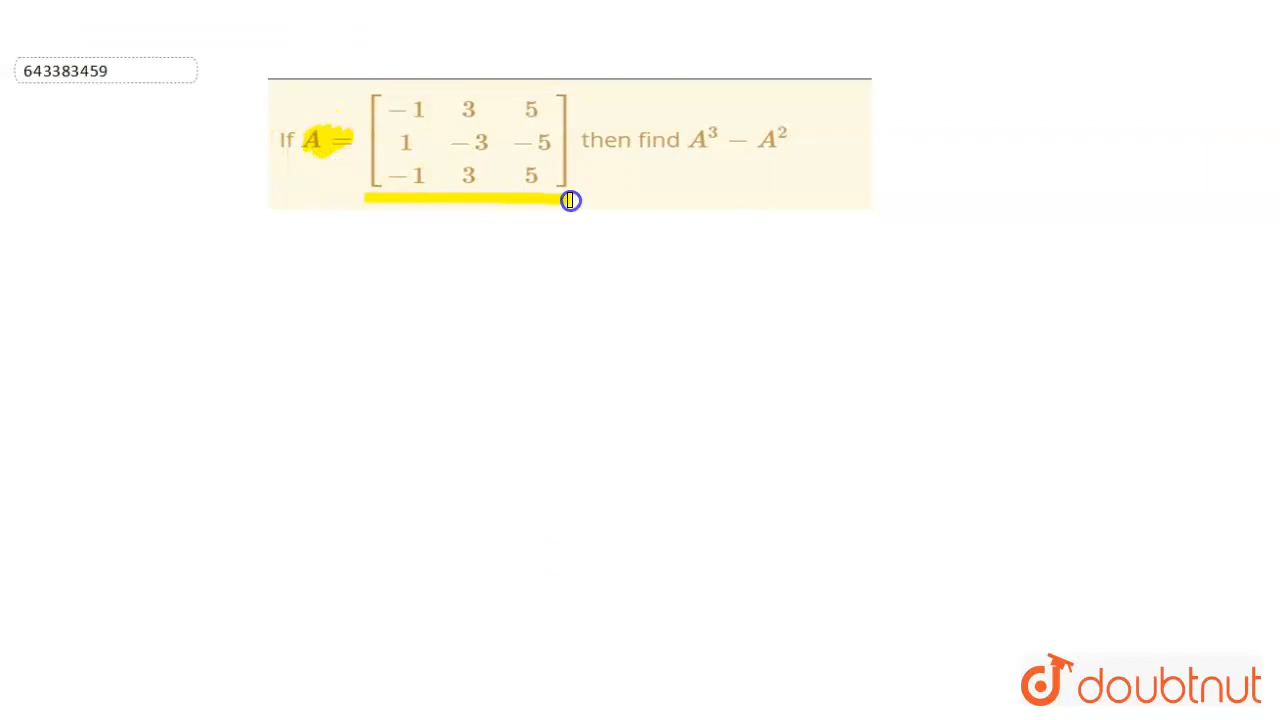 643383459
If A = [ −1 3 5
1 −3 −5
−1 3 5 ] then find A³ − A²
doubtnut